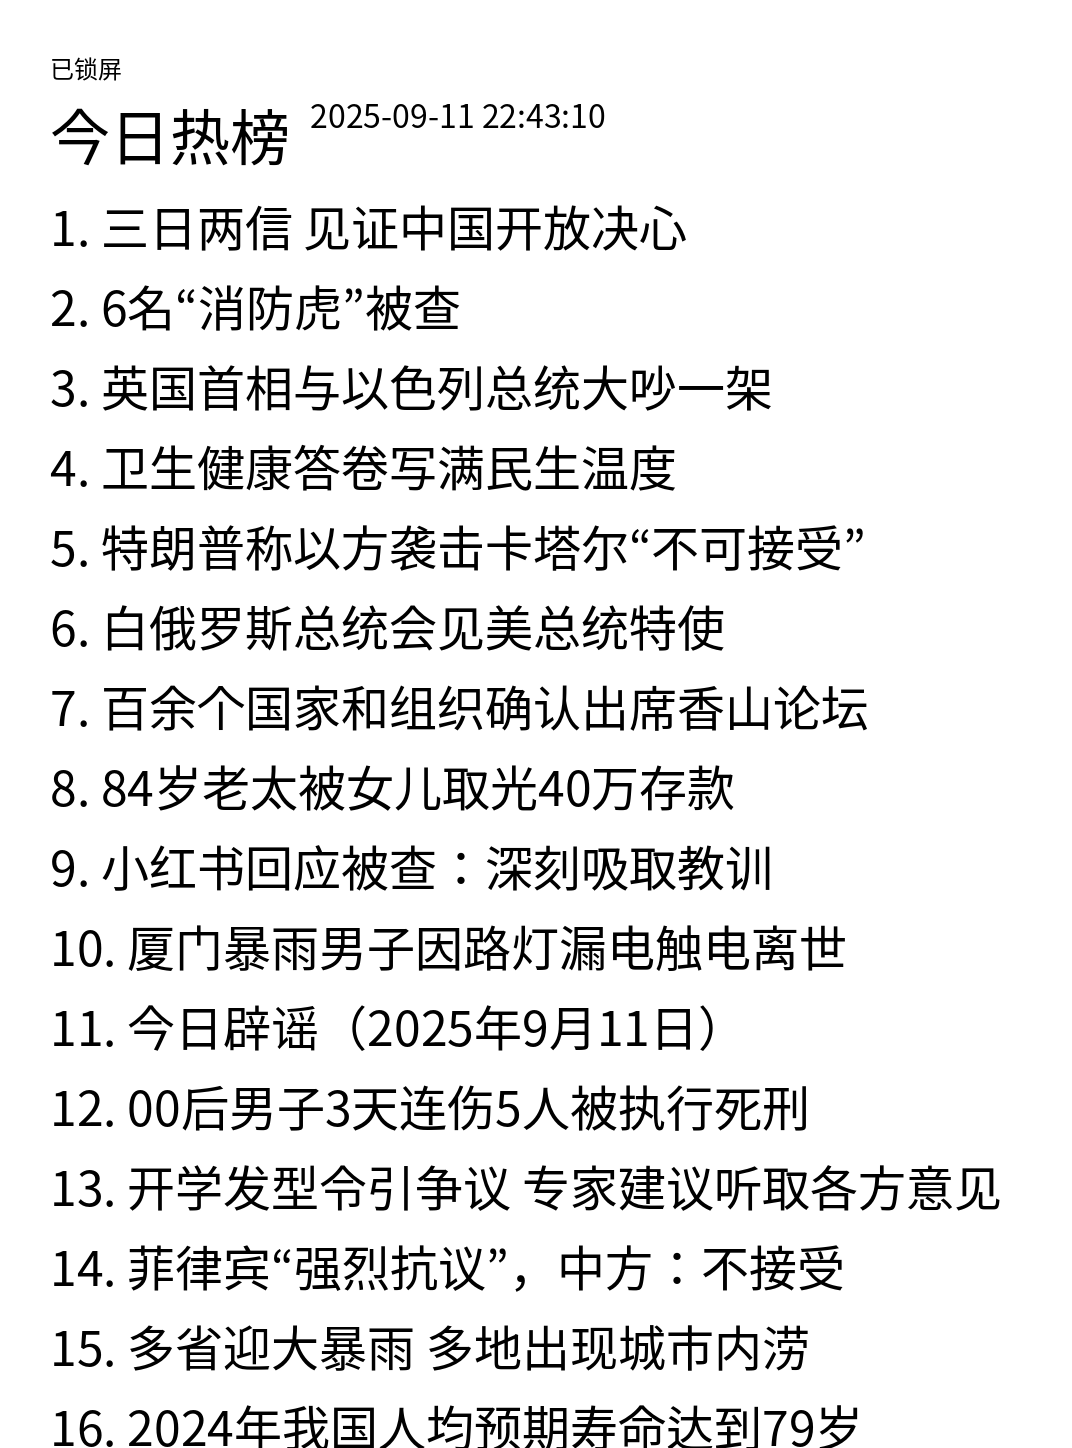 已锁屏
今日热榜 2025-09-11 22:43:10
1. 三日两信 见证中国开放决心
2. 6名“消防虎”被查
3. 英国首相与以色列总统大吵一架
4. 卫生健康答卷写满民生温度
5. 特朗普称以方袭击卡塔尔“不可接受”
6. 白俄罗斯总统会见美总统特使
7. 百余个国家和组织确认出席香山论坛
8. 84岁老太被女儿取光40万存款
9. 小红书回应被查：深刻吸取教训
10. 厦门暴雨男子因路灯漏电触电离世
11. 今日辟谣（2025年9月11日）
12. 00后男子3天连伤5人被执行死刑
13. 开学发型令引争议 专家建议听取各方意见
14. 菲律宾“强烈抗议”，中方：不接受
15. 多省迎大暴雨 多地出现城市内涝
16. 2024年我国人均预期寿命达到79岁